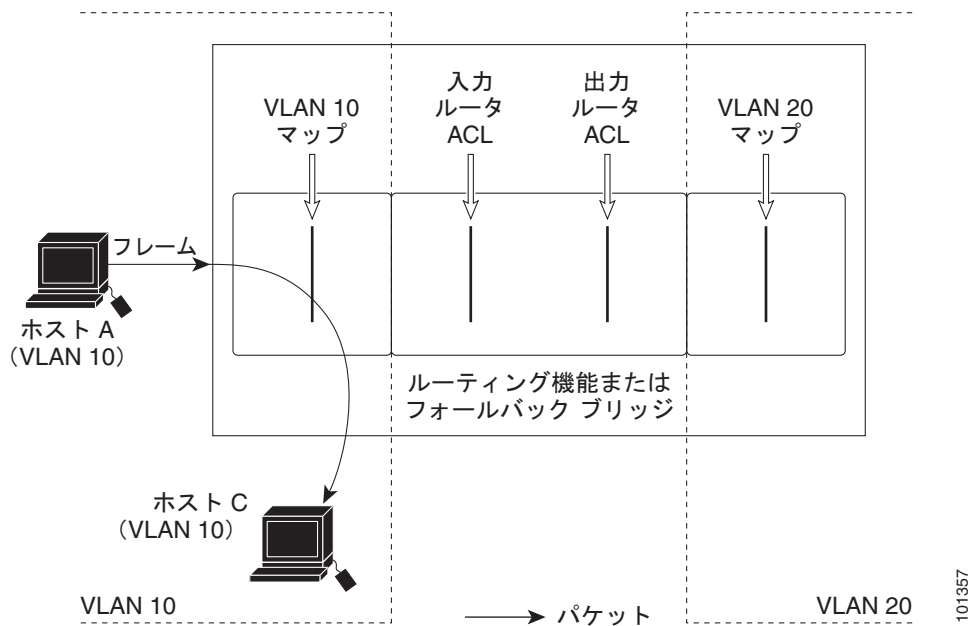 VLAN 10
マップ
入力
ルータ
ACL
出力
ルータ
ACL
VLAN 20
マップ
フレーム
ホスト A
（VLAN 10）
ルーティング機能または
フォールバック ブリッジ
ホスト C
（VLAN 10）
VLAN 10
パケット
VLAN 20
101357